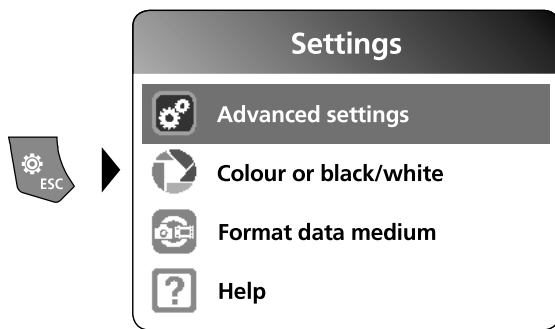 Settings
Advanced settings
ESC
Colour or black/white
Format data medium
?
Help